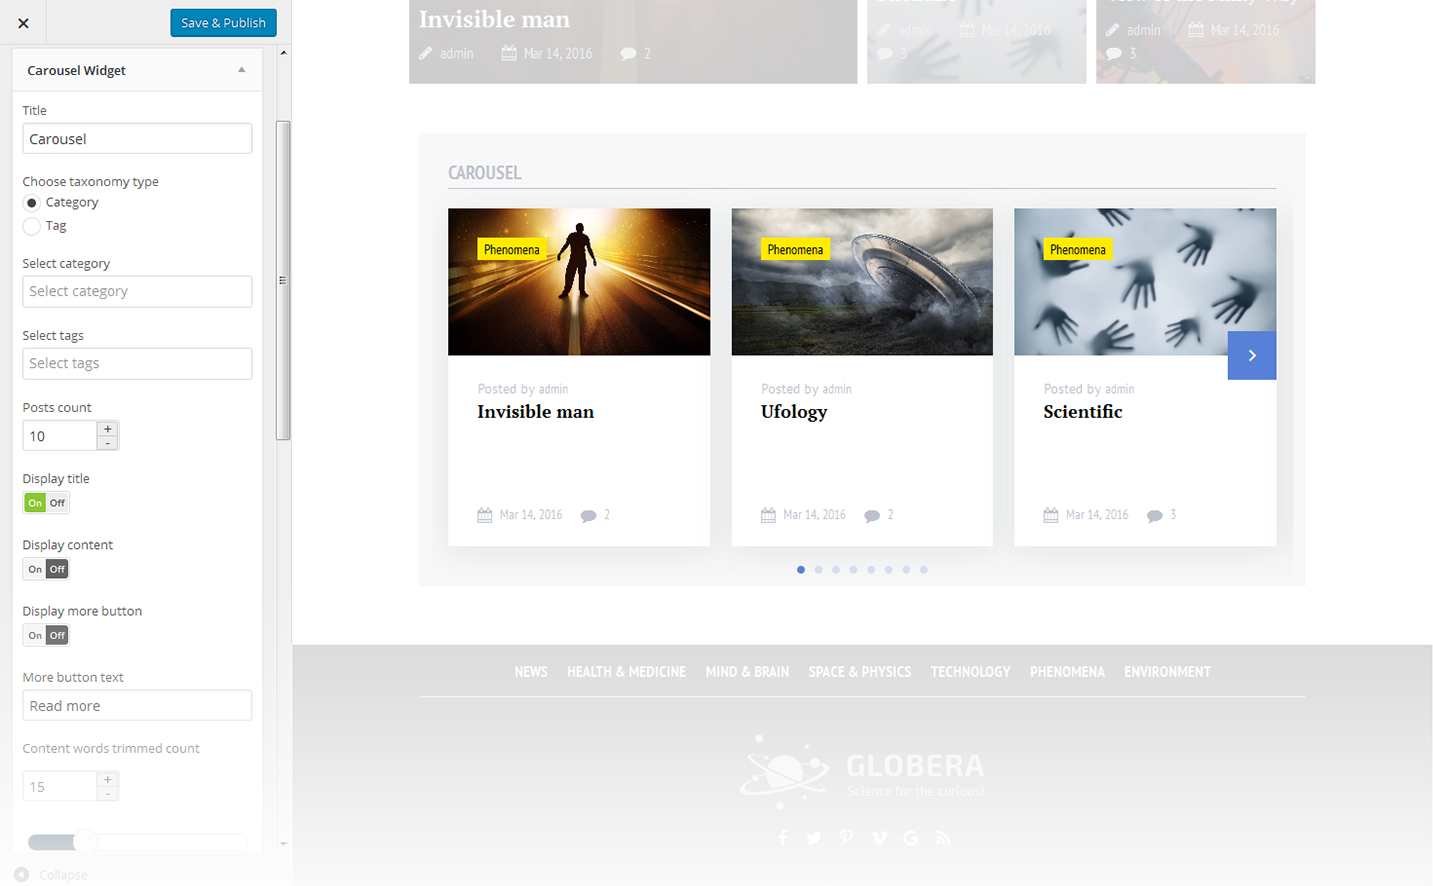 Save & Publish
Carousel Widget
Title
Carousel
Choose taxonomy type
Category
Tag
Select category
Select category
Select tags
Select tags
Posts count
10
+
-
Display title
On Off
Display content
On Off
Display more button
On Off
More button text
Read more
Content words trimmed count
15
+
-
Collapse
Invisible man
admin Mar 14, 2016 2
admin Mar 14, 2016
3
admin Mar 14, 2016
3
CAROUSEL
Phenomena
Posted by admin
Invisible man
Mar 14, 2016 2
Phenomena
Posted by admin
Ufology
Mar 14, 2016 2
Phenomena
Posted by admin
Scientific
Mar 14, 2016 3
NEWS HEALTH & MEDICINE MIND & BRAIN SPACE & PHYSICS TECHNOLOGY PHENOMENA ENVIRONMENT
GLOBERA
Science for the curious!